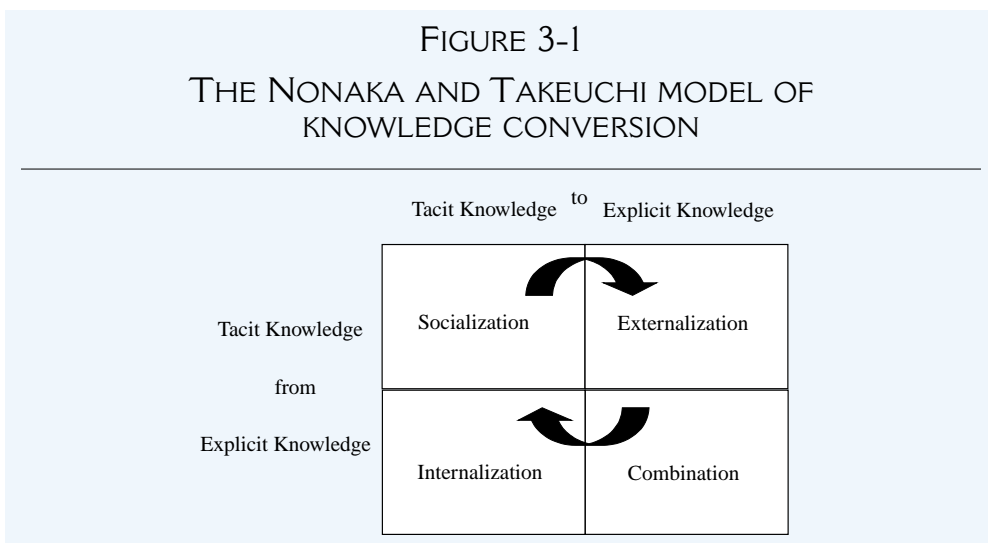 FIGURE 3-1
THE NONAKA AND TAKEUCHI MODEL OF
KNOWLEDGE CONVERSION
Tacit Knowledge to Explicit Knowledge
Tacit Knowledge
from
Explicit Knowledge
Socialization
Externalization
Internalization
Combination